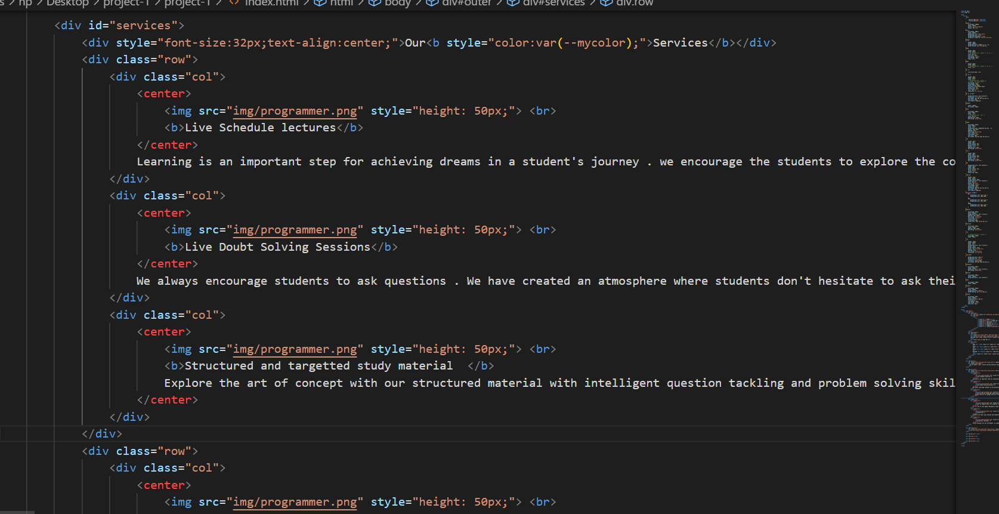 hp > Desktop > project-1 > project-1 > index.html > html > body > div#outer > div#services > div.row
<div id="services">
<div style="font-size:32px;text-align:center;">Our<b style="color:var(--mycolor);">Services</b></div>
<div class="row">
<div class="col">
<center>
<img src="img/programmer.png" style="height: 50px;"> <br>
<b>Live Schedule lectures</b>
</center>
Learning is an important step for achieving dreams in a student's journey . we encourage the students to explore the co
</div>
<div class="col">
<center>
<img src="img/programmer.png" style="height: 50px;"> <br>
<b>Live Doubt Solving Sessions</b>
</center>
We always encourage students to ask questions . We have created an atmosphere where students don't hesitate to ask thei
</div>
<div class="col">
<center>
<img src="img/programmer.png" style="height: 50px;"> <br>
<b>Structured and targetted study material  </b>
Explore the art of concept with our structured material with intelligent question tackling and problem solving skil
</center>
</div>
</div>
<div class="row">
<div class="col">
<center>
<img src="img/programmer.png" style="height: 50px;"> <br>